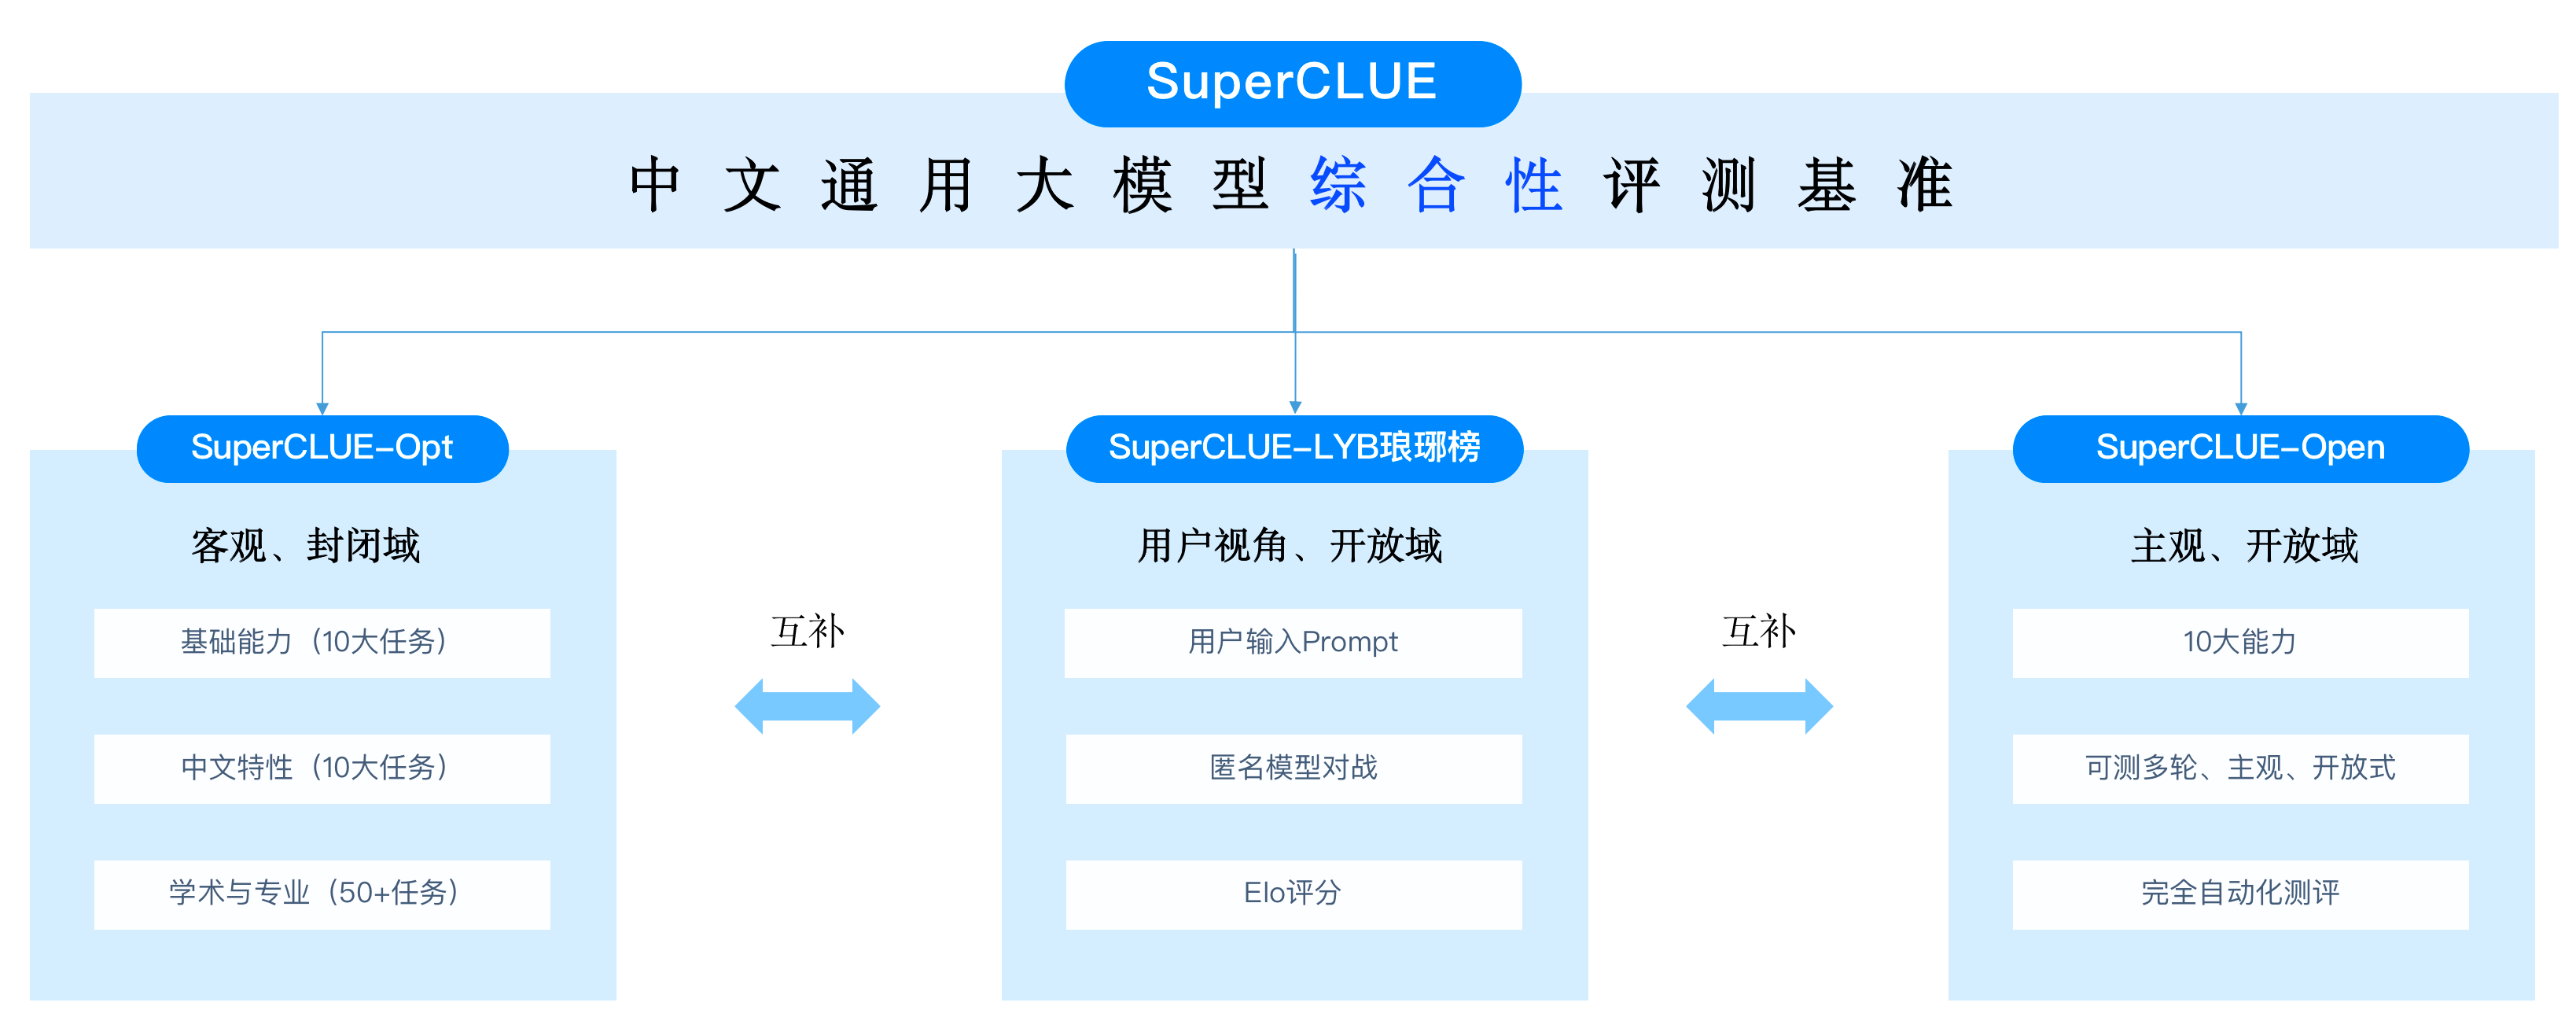 SuperCLUE
中文通用大模型综合性评测基准
SuperCLUE-Opt
客观、封闭域
基础能力（10大任务）
中文特性（10大任务）
学术与专业（50+任务）
互补
SuperCLUE-LYB琅琊榜
用户视角、开放域
用户输入Prompt
匿名模型对战
Elo评分
互补
SuperCLUE-Open
主观、开放域
10大能力
可测多轮、主观、开放式
完全自动化测评